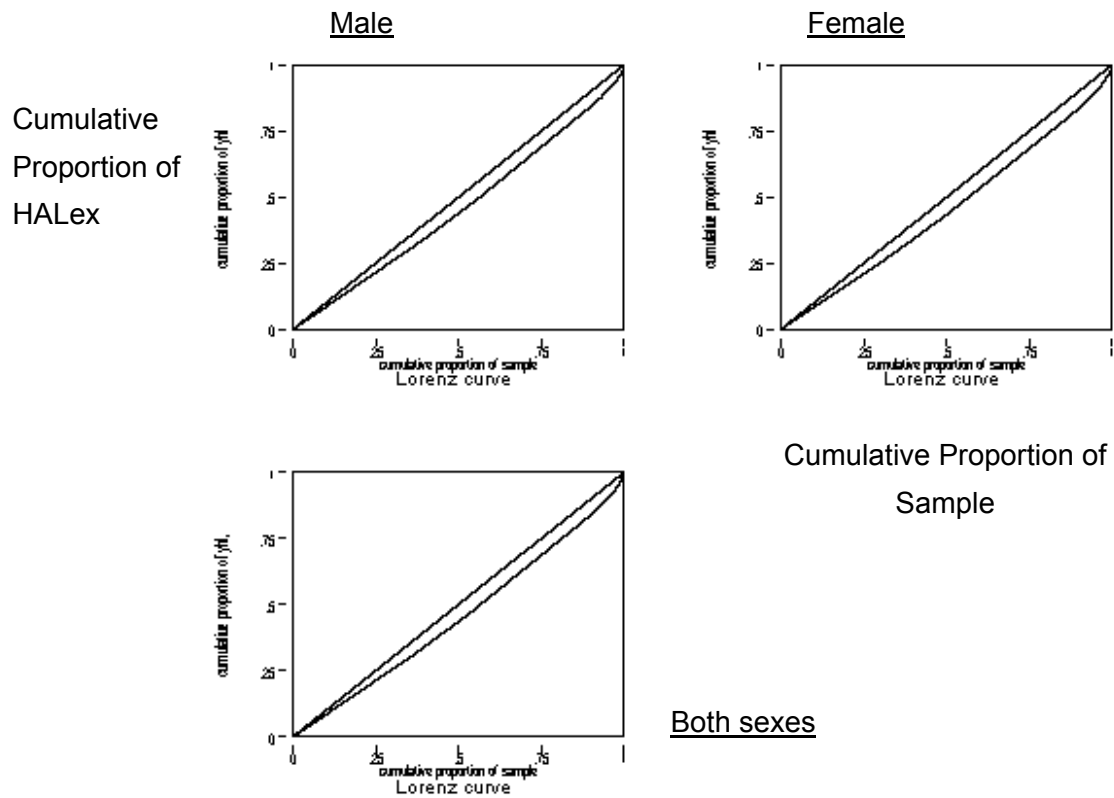 Male
Female
Cumulative
Proportion of
HALex
cumulative proportion of yhl
1
.75
.5
.25
0
0
.25
.5
.75
1
cumulative proportion of sample
Lorenz curve
cumulative proportion of yhl
1
.75
.5
.25
0
0
.25
.5
.75
1
cumulative proportion of sample
Lorenz curve
Cumulative Proportion of
Sample
cumulative proportion of yhl,
1
.75
.5
.25
0
0
.25
.5
.75
1
cumulative proportion of sample
Lorenz curve
Both sexes